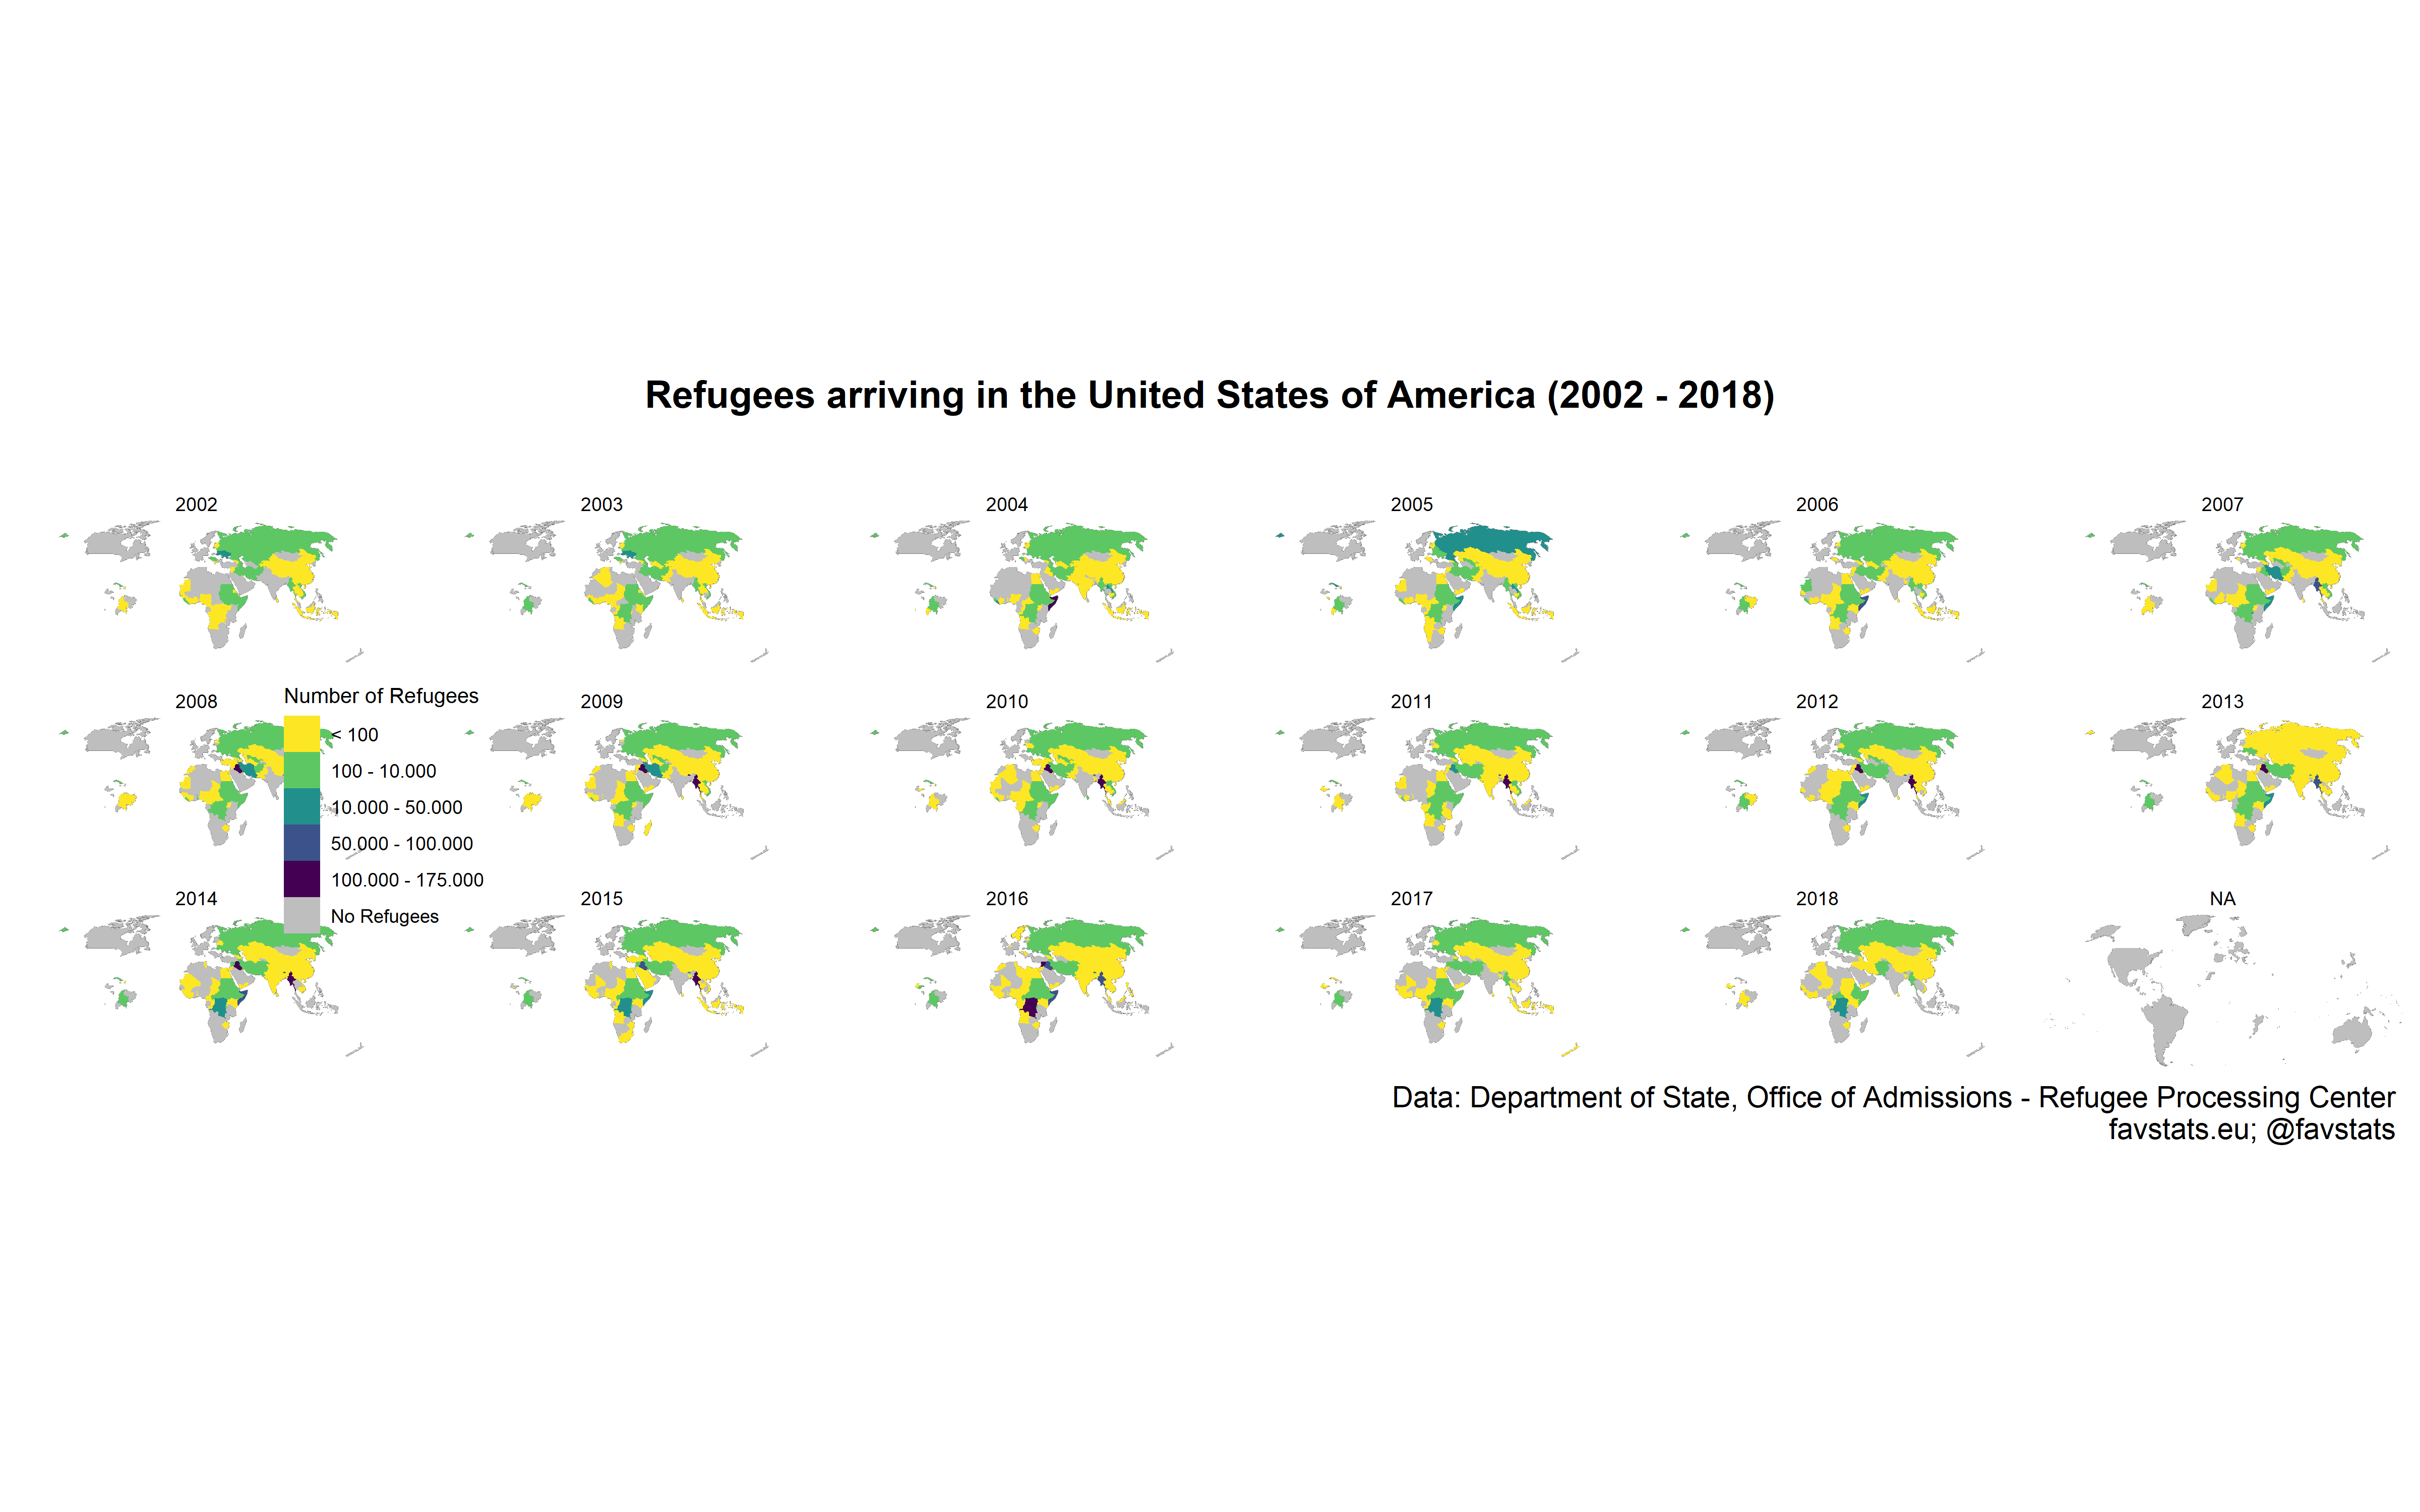 Refugees arriving in the United States of America (2002 - 2018)
2002
2003
2004
2005
2006
2007
2008
2009
2010
2011
2012
2013
Number of Refugees
< 100
100 - 10.000
10.000 - 50.000
50.000 - 100.000
100.000 - 175.000
No Refugees
2014
2015
2016
2017
2018
NA
Data: Department of State, Office of Admissions - Refugee Processing Center
favstats.eu; @favstats